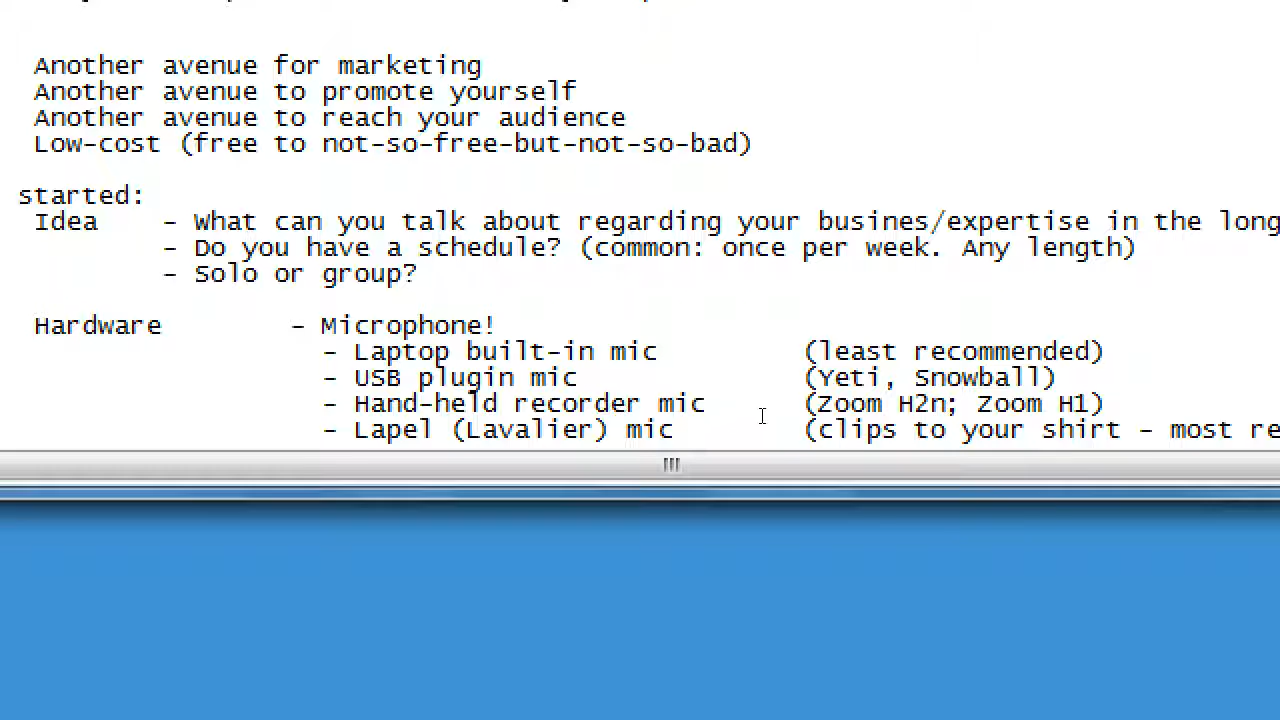 Another avenue for marketing
Another avenue to promote yourself
Another avenue to reach your audience
Low-cost (free to not-so-free-but-not-so-bad)
started:
Idea - What can you talk about regarding your busines/expertise in the long
- Do you have a schedule? (common: once per week. Any length)
- Solo or group?
Hardware - Microphone!
- Laptop built-in mic (least recommended)
- USB plugin mic (Yeti, Snowball)
- Hand-held recorder mic (Zoom H2n; Zoom H1)
- Lapel (Lavalier) mic (clips to your shirt - most re